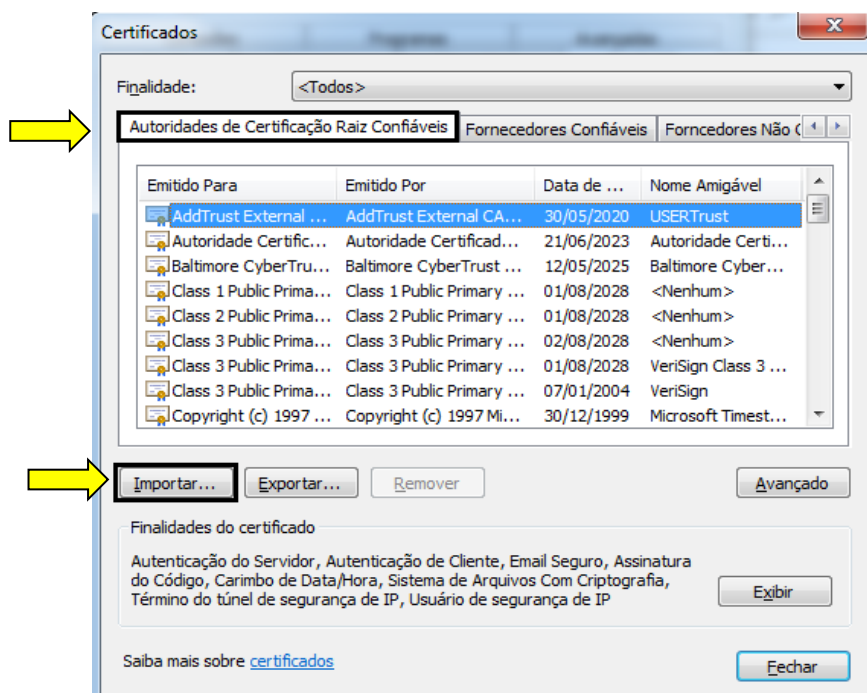 Certificados
Finalidade: <Todos>
Autoridades de Certificação Raiz Confiáveis Fornecedores Confiáveis Forncedores Não
Emitido Para Emitido Por Data de ... Nome Amigável
AddTrust External ... AddTrust External CA... 30/05/2020 USERTrust
Autoridade Certific... Autoridade Certificad... 21/06/2023 Autoridade Certi...
Baltimore CyberTru... Baltimore CyberTrust ... 12/05/2025 Baltimore Cyber...
Class 1 Public Prima... Class 1 Public Primary ... 01/08/2028 <Nenhum>
Class 2 Public Prima... Class 2 Public Primary ... 01/08/2028 <Nenhum>
Class 3 Public Prima... Class 3 Public Primary ... 02/08/2028 <Nenhum>
Class 3 Public Prima... Class 3 Public Primary ... 01/08/2028 VeriSign Class 3 ...
Class 3 Public Prima... Class 3 Public Primary ... 07/01/2004 VeriSign
Copyright (c) 1997 ... Copyright (c) 1997 Mi... 30/12/1999 Microsoft Timest...
Importar... Exportar... Remover Avançado
Finalidades do certificado
Autenticação do Servidor, Autenticação de Cliente, Email Seguro, Assinatura
do Código, Carimbo de Data/Hora, Sistema de Arquivos Com Criptografia,
Término do túnel de segurança de IP, Usuário de segurança de IP
Exibir
Saiba mais sobre certificados
Fechar